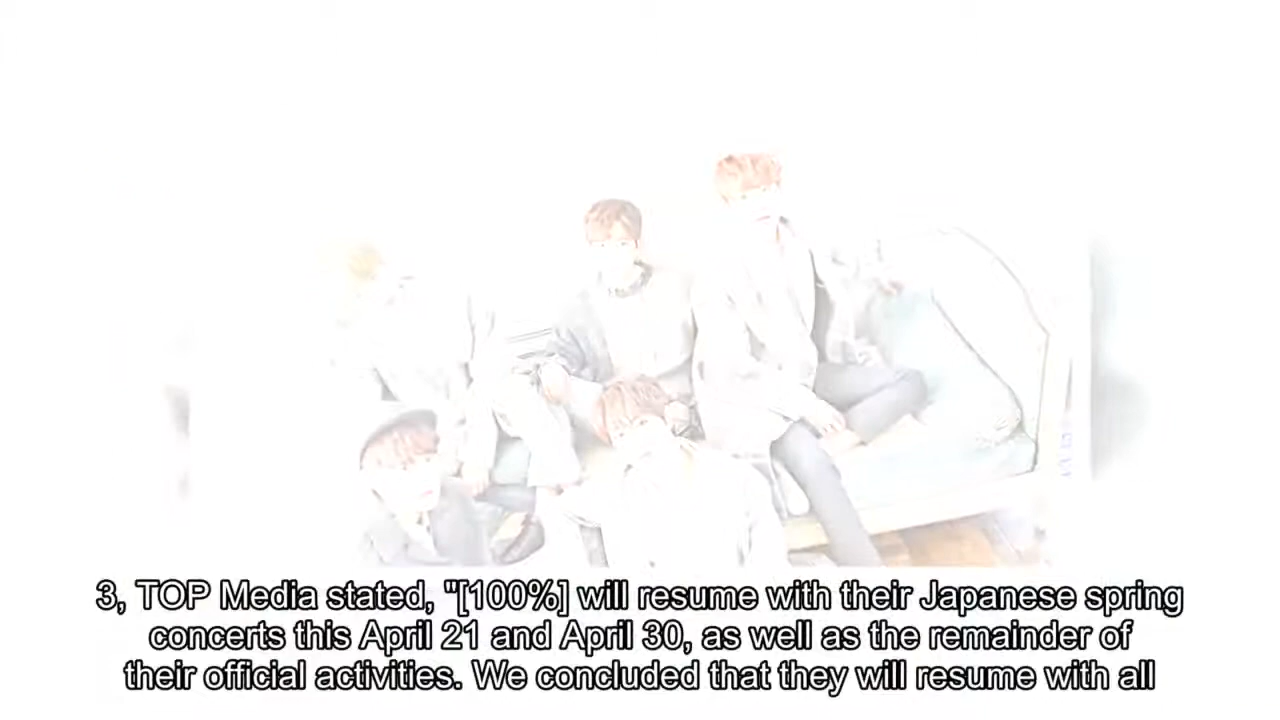 3, TOP Media stated, "[100%] will resume with their Japanese spring
concerts this April 21 and April 30, as well as the remainder of
their official activities. We concluded that they will resume with all